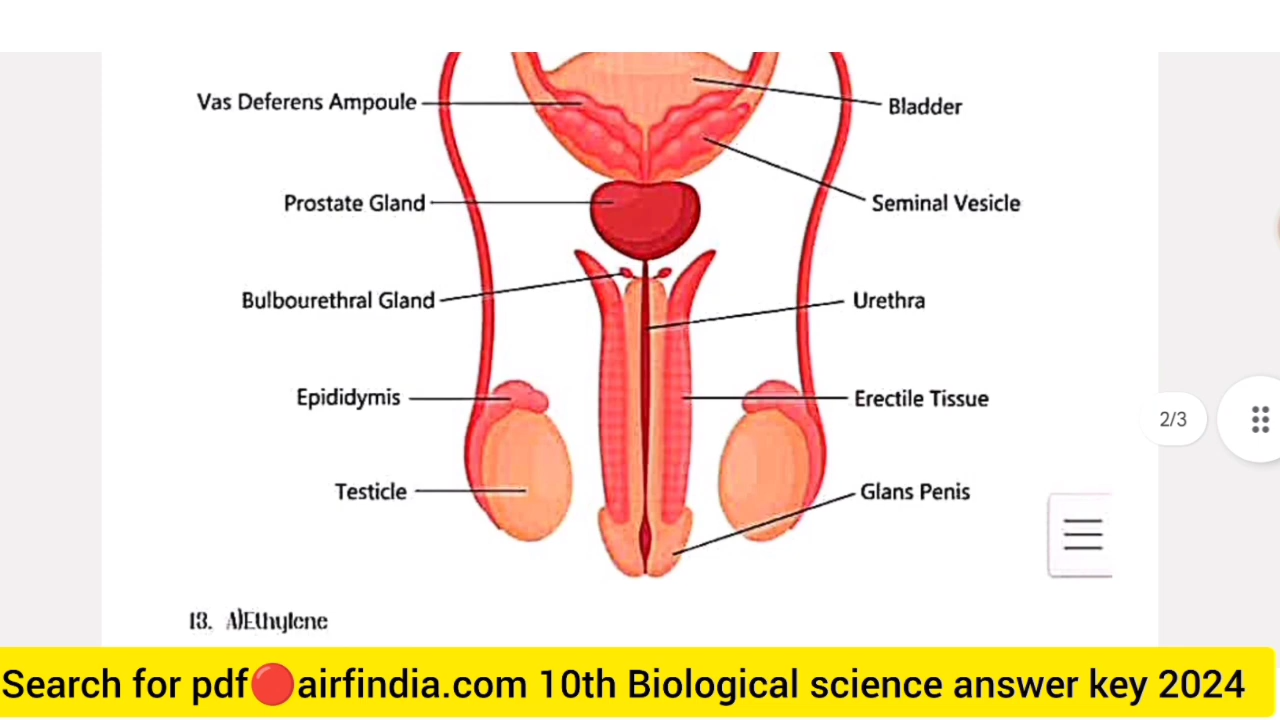 Vas Deferens Ampoule
Bladder
Prostate Gland
Seminal Vesicle
Bulbourethral Gland
Urethra
Epididymis
Erectile Tissue
2/3
Testicle
Glans Penis
13. A)Ethylene
Search for pdf🔴airfindia.com 10th Biological science answer key 2024